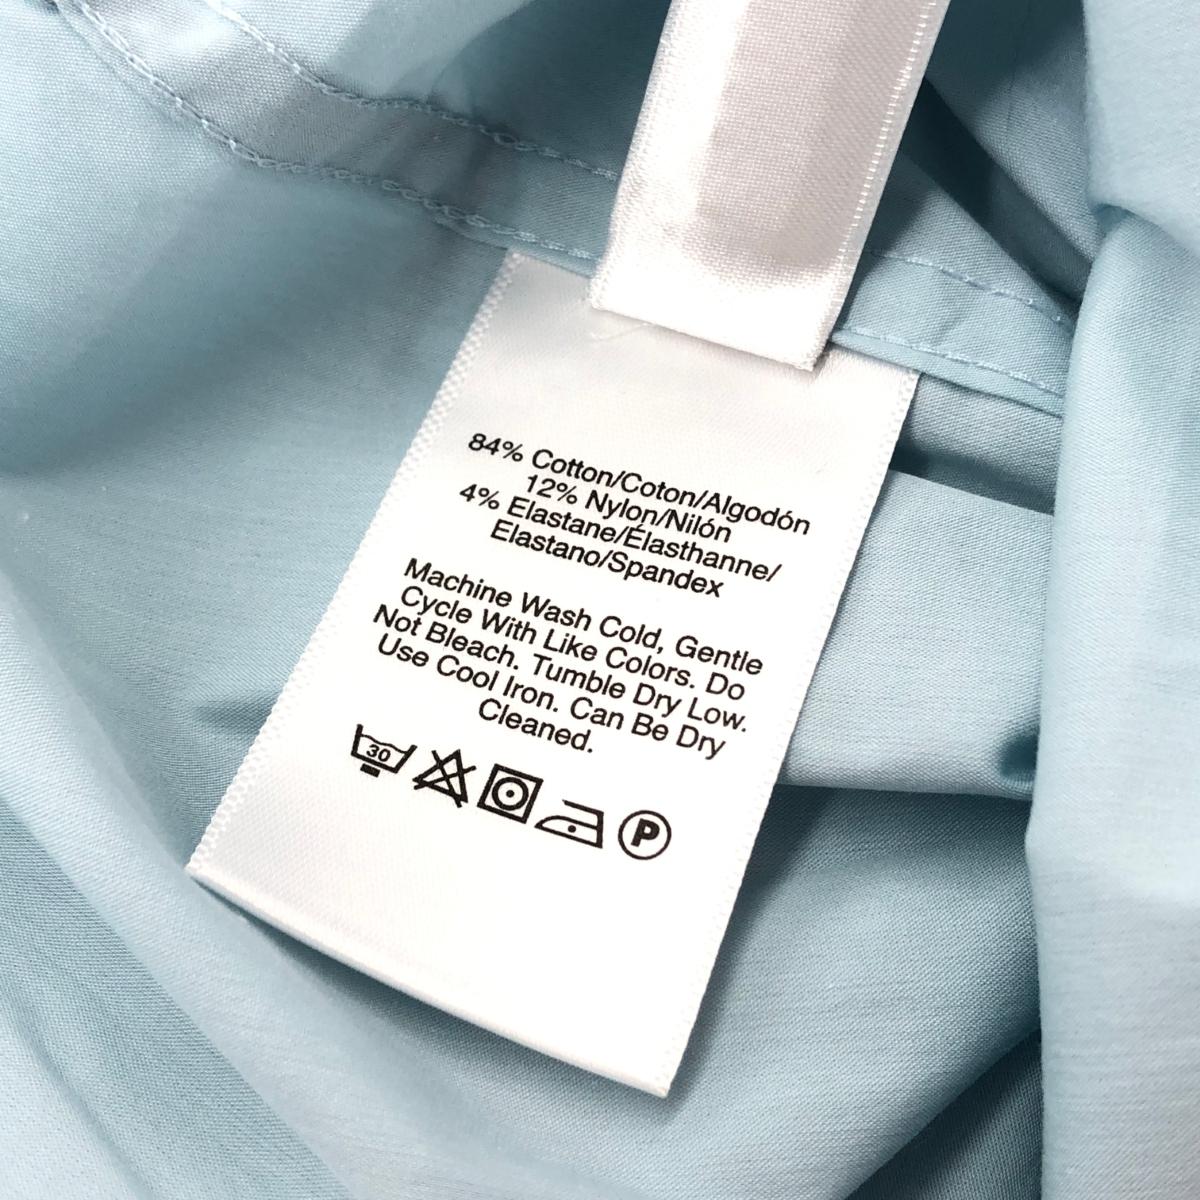 84% Cotton/Coton/Algodón
12% Nylon/Nilón
4% Elastane/Élasthanne/
Elastano/Spandex
Machine Wash Cold, Gentle
Cycle With Like Colors. Do
Not Bleach. Tumble Dry Low.
Use Cool Iron. Can Be Dry
Cleaned.
30 P